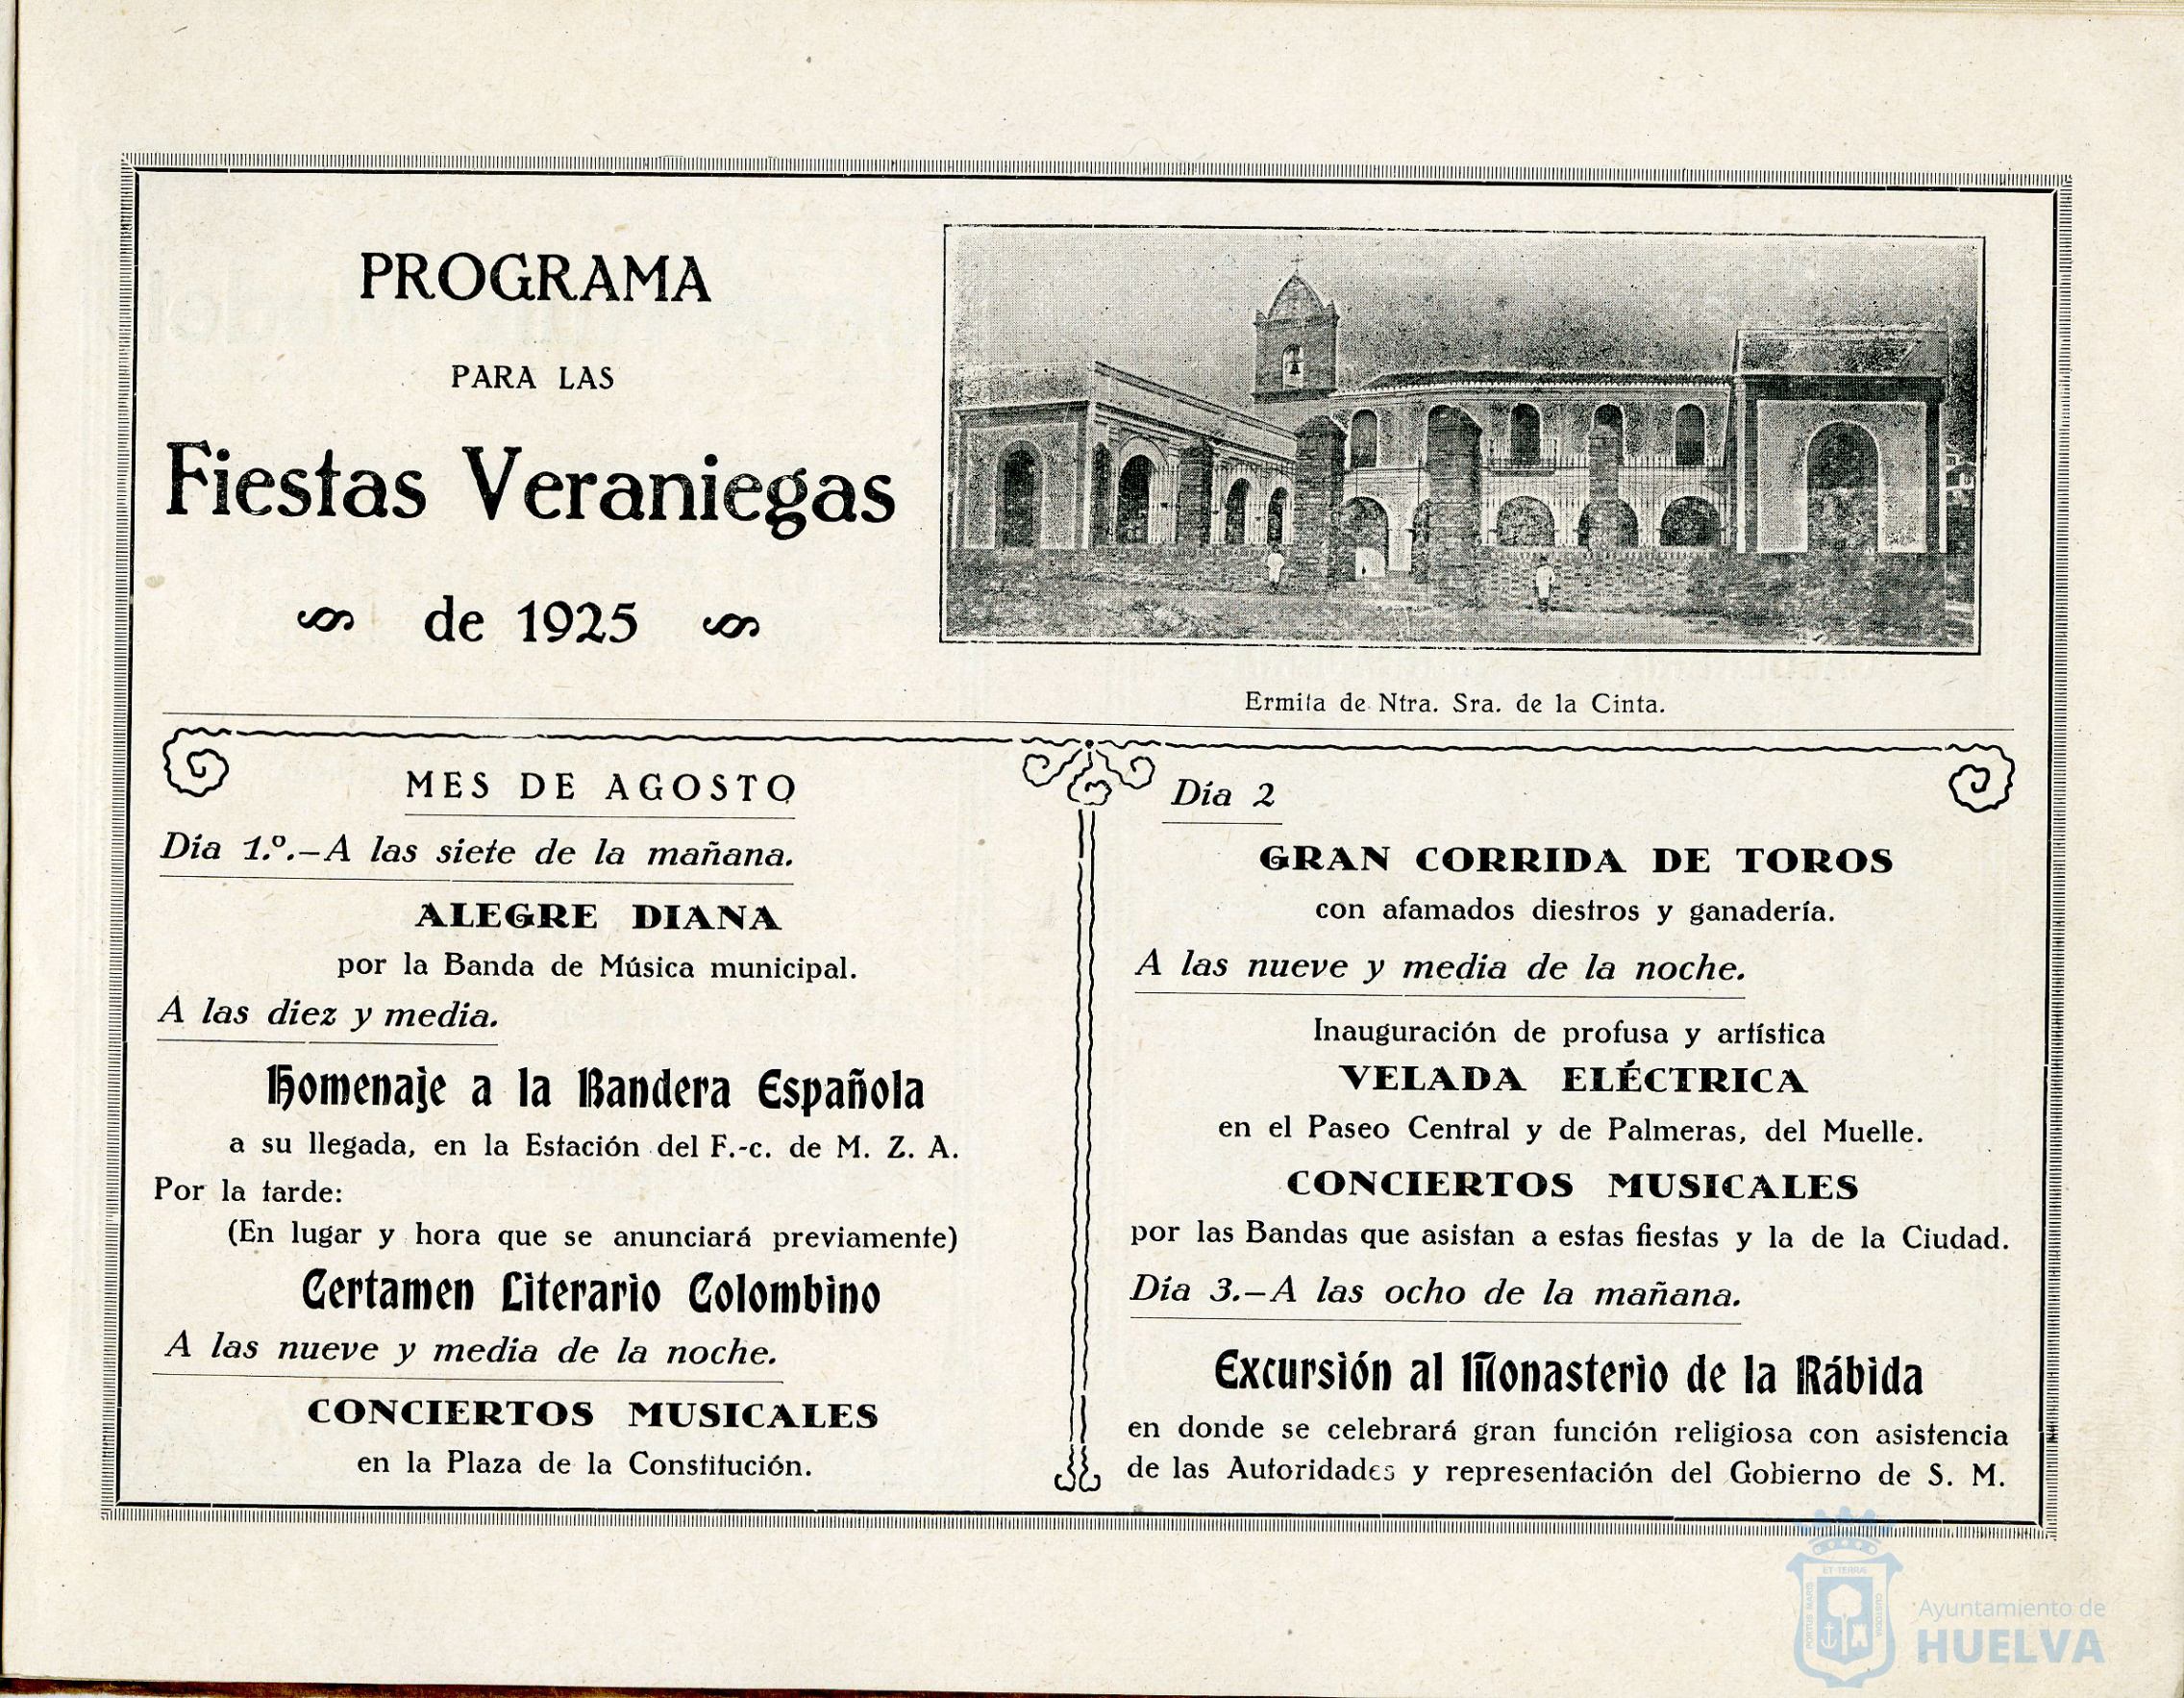 PROGRAMA
PARA LAS
Fiestas Veraniegas
de 1925
Ermita de Ntra. Sra. de la Cinta.
MES DE AGOSTO
Día 1.º.—A las siete de la mañana.
ALEGRE DIANA
por la Banda de Música municipal.
A las diez y media.
Homenaje a la Bandera Española
a su llegada, en la Estación del F.-c. de M. Z. A.
Por la tarde:
(En lugar y hora que se anunciará previamente)
Certamen Literario Colombino
A las nueve y media de la noche.
CONCIERTOS MUSICALES
en la Plaza de la Constitución.
Día 2
GRAN CORRIDA DE TOROS
con afamados diestros y ganadería.
A las nueve y media de la noche.
Inauguración de profusa y artística
VELADA ELÉCTRICA
en el Paseo Central y de Palmeras, del Muelle.
CONCIERTOS MUSICALES
por las Bandas que asistan a estas fiestas y la de la Ciudad.
Día 3.—A las ocho de la mañana.
Excursión al Monasterio de la Rábida
en donde se celebrará gran función religiosa con asistencia
de las Autoridades y representación del Gobierno de S. M.
PORTUS MARIS
ET TERRÆ
CUSTODIA
Ayuntamiento de
HUELVA